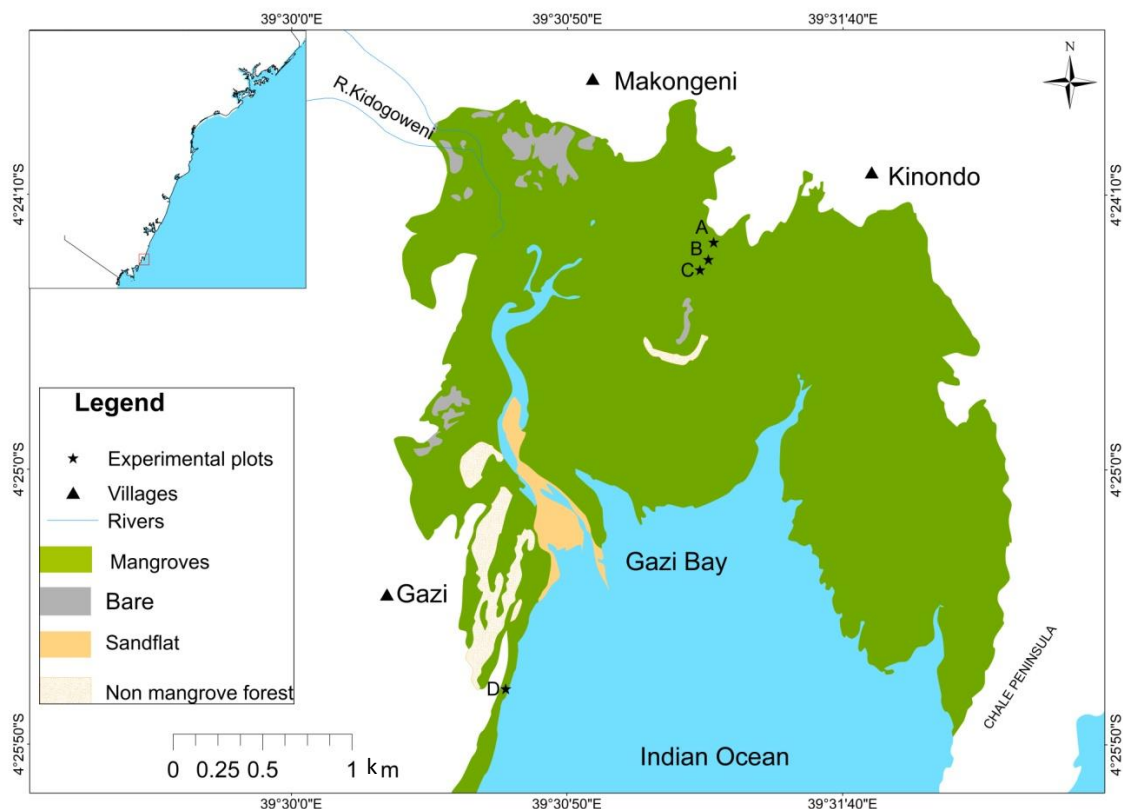 39°30'0"E 39°30'50"E 39°31'40"E
N
Makongeni
R.Kidogoweni
Kinondo
4°24'10"S 4°24'10"S
A
B
C
Legend
Experimental plots
Villages
Rivers
Mangroves
Bare
Sandflat
Non mangrove forest
4°25'0"S 4°25'0"S
Gazi Bay
Gazi
CHALE PENINSULA
D
4°25'50"S 4°25'50"S
Indian Ocean
0 0.25 0.5 1 km
39°30'0"E 39°30'50"E 39°31'40"E